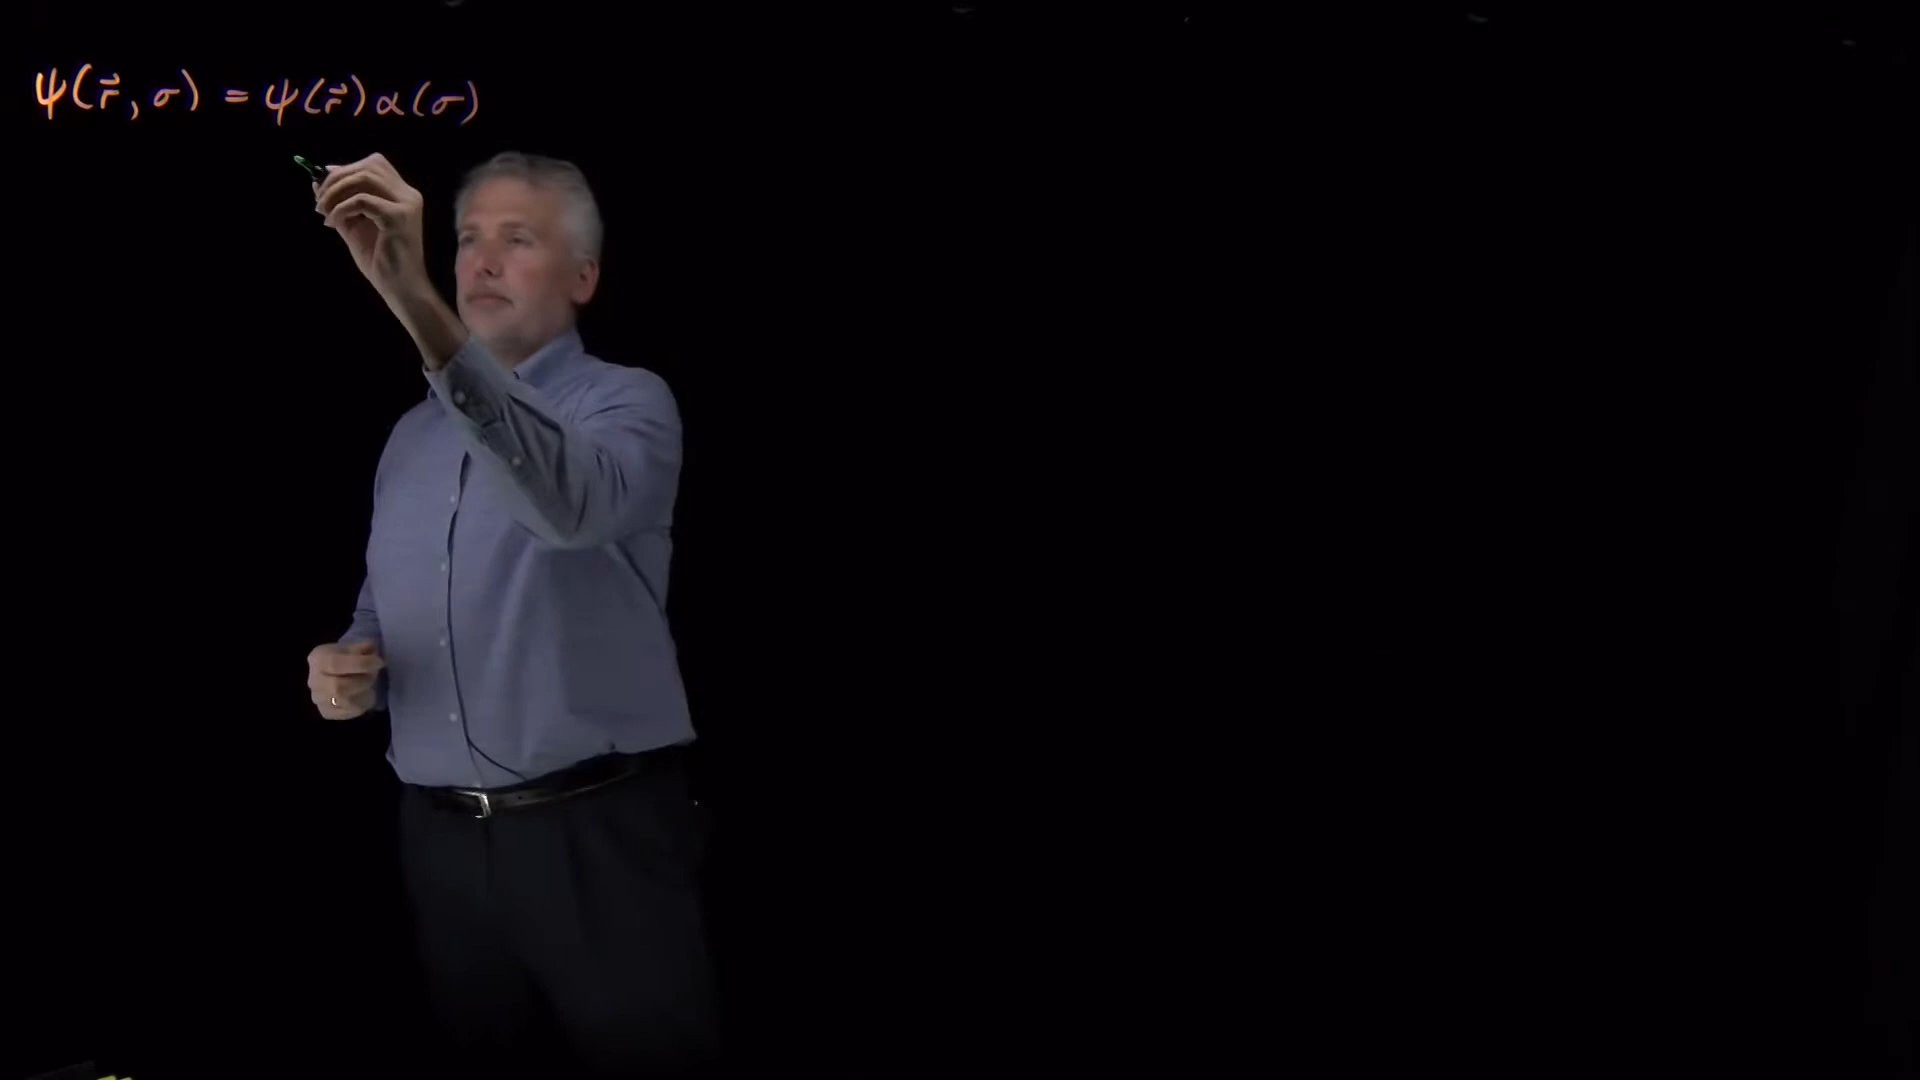 ψ(r⃗, σ) = ψ(r⃗)α(σ)